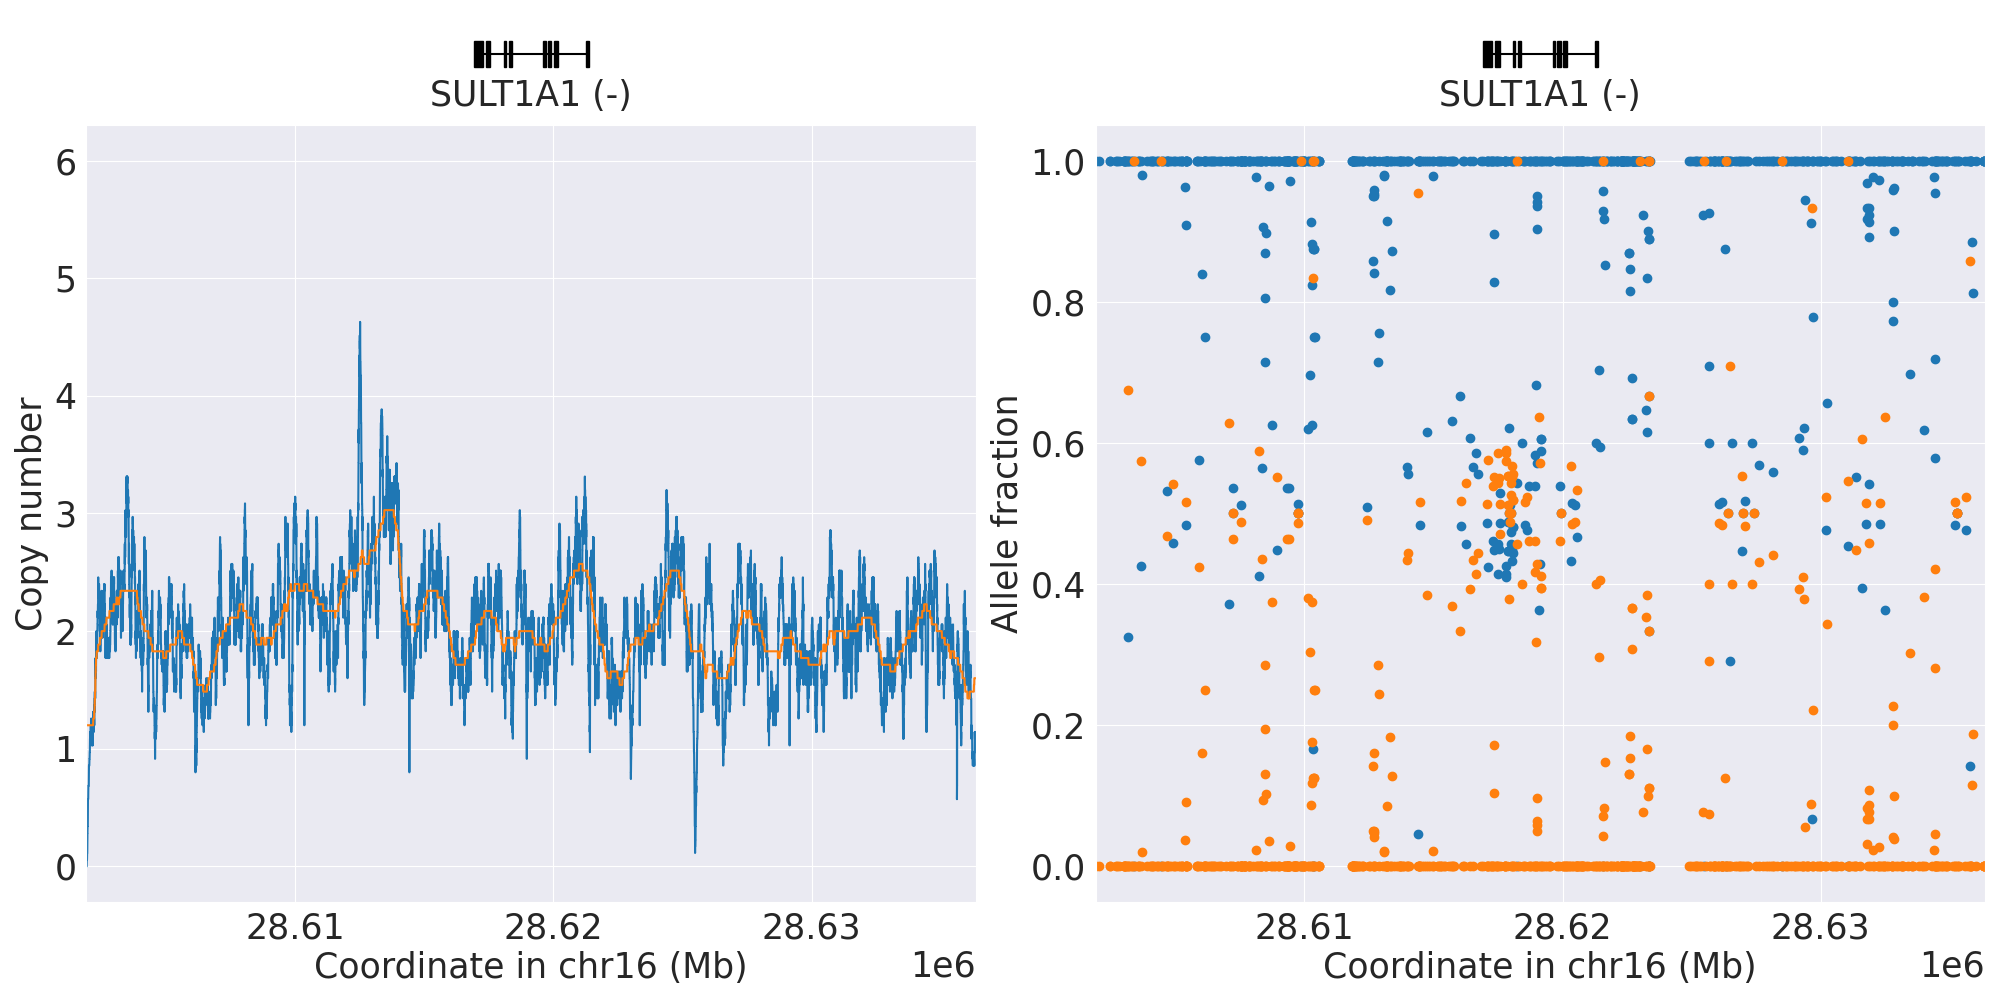 SULT1A1 (-)
Copy number
6
5
4
3
2
1
0
28.61
28.62
28.63
Coordinate in chr16 (Mb)
1e6
SULT1A1 (-)
Allele fraction
1.0
0.8
0.6
0.4
0.2
0.0
28.61
28.62
28.63
Coordinate in chr16 (Mb)
1e6